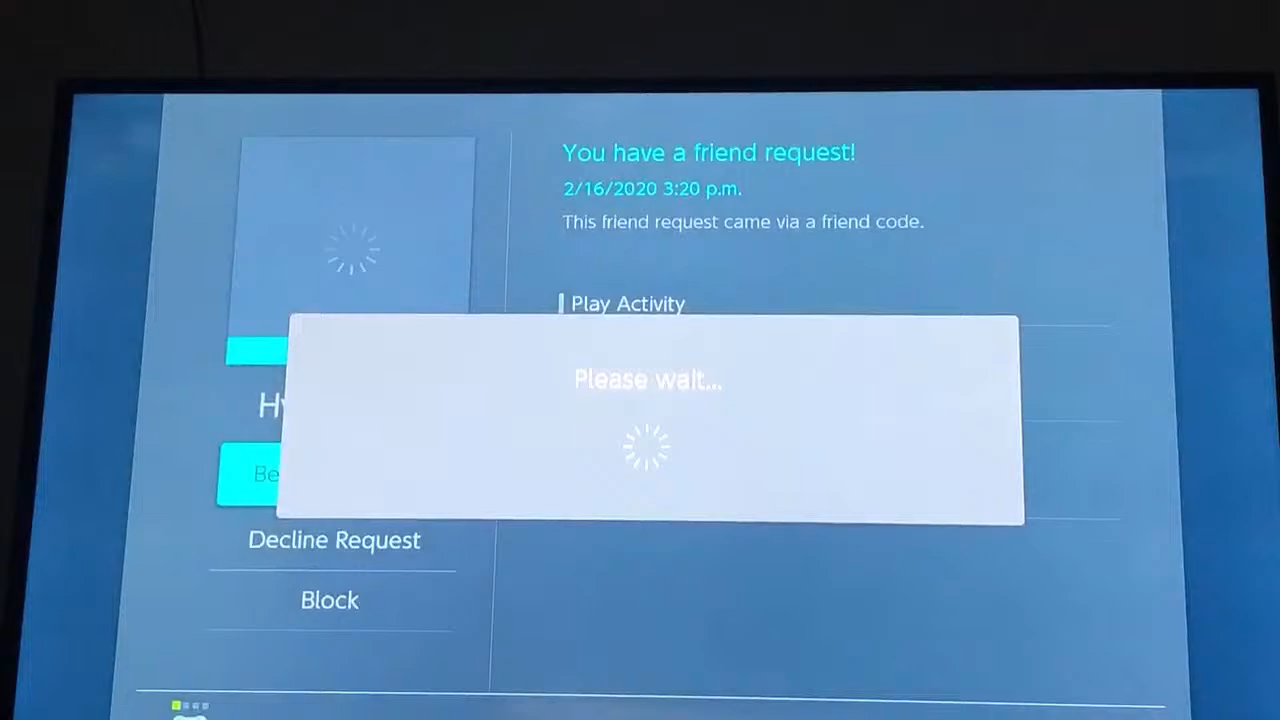 You have a friend request!
2/16/2020 3:20 p.m.
This friend request came via a friend code.
Play Activity
Please wait...
Be
Decline Request
Block